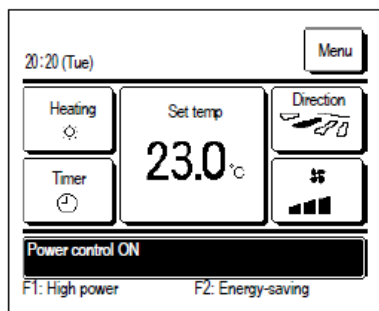 20:20 (Tue)
Menu
Heating
Set temp
Direction
23.0 °C
Timer
Power control ON
F1: High power F2: Energy-saving